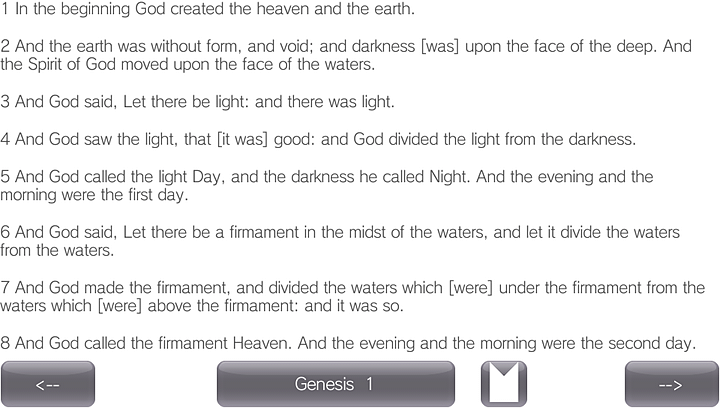 1 In the beginning God created the heaven and the earth.
2 And the earth was without form, and void; and darkness [was] upon the face of the deep. And
the Spirit of God moved upon the face of the waters.
3 And God said, Let there be light: and there was light.
4 And God saw the light, that [it was] good: and God divided the light from the darkness.
5 And God called the light Day, and the darkness he called Night. And the evening and the
morning were the first day.
6 And God said, Let there be a firmament in the midst of the waters, and let it divide the waters
from the waters.
7 And God made the firmament, and divided the waters which [were] under the firmament from the
waters which [were] above the firmament: and it was so.
8 And God called the firmament Heaven. And the evening and the morning were the second day.
<-- Genesis 1 -->